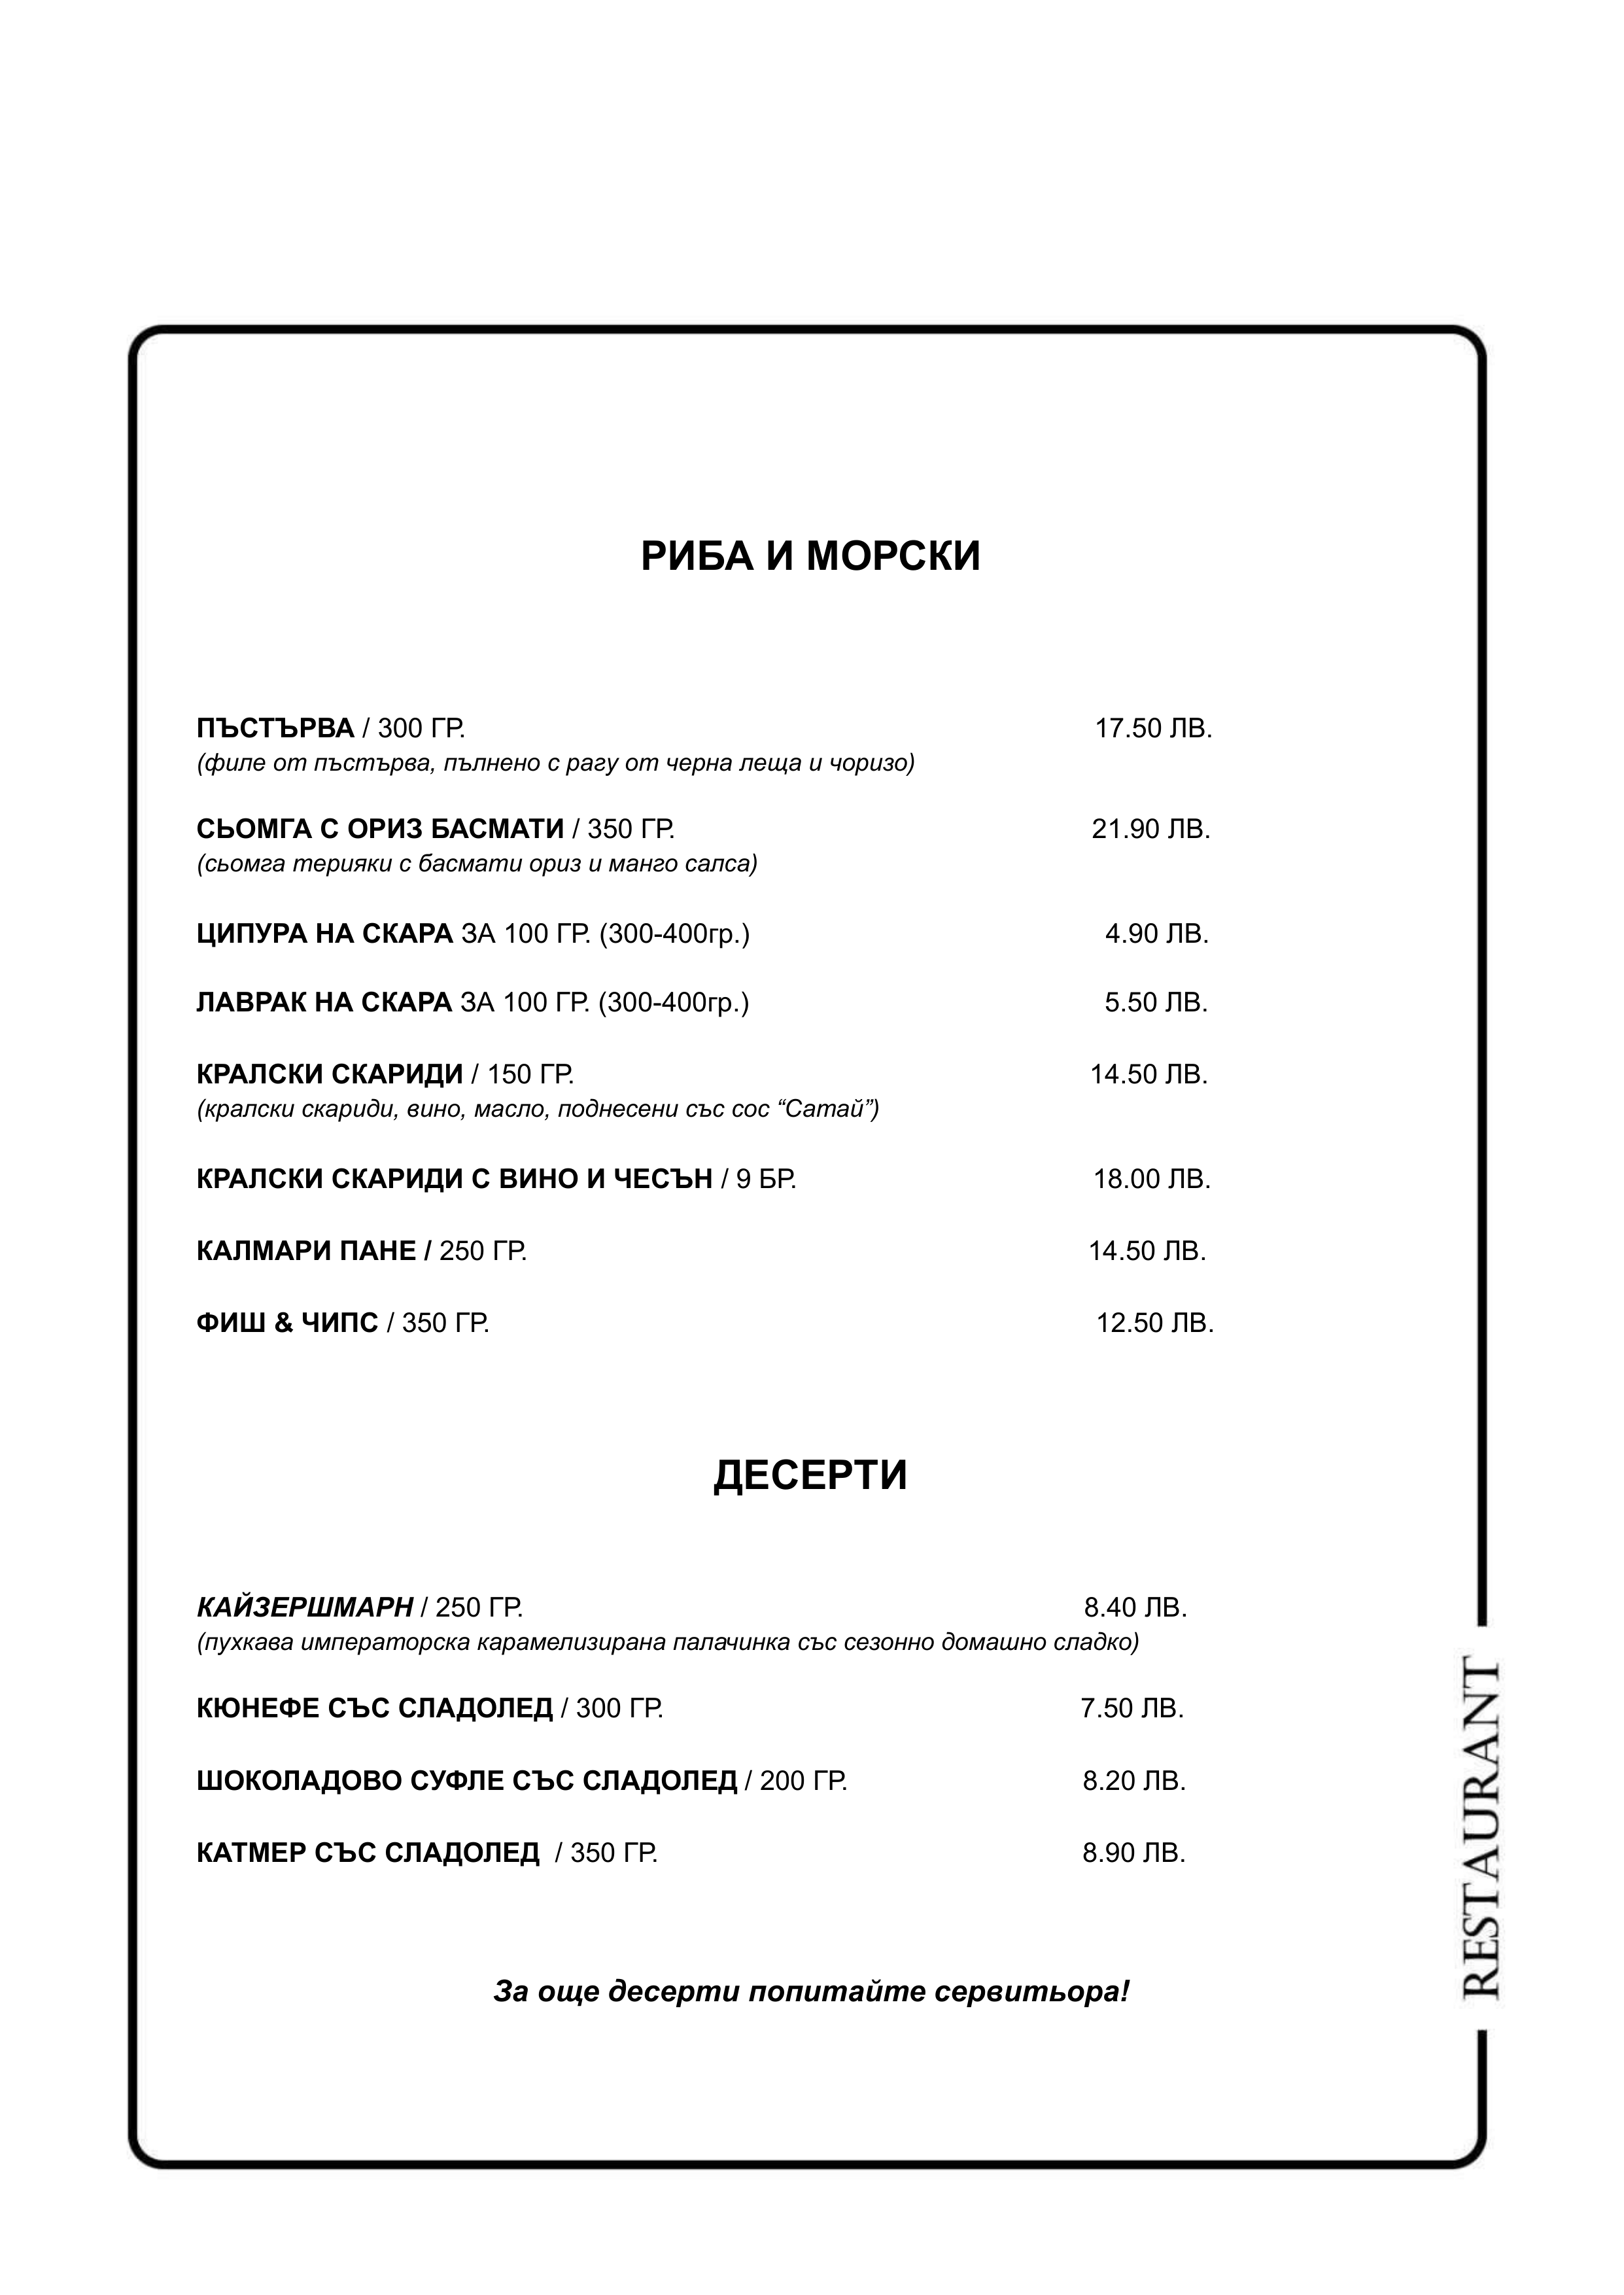 РИБА И МОРСКИ
ПЪСТЪРВА / 300 ГР. 17.50 ЛВ.
(филе от пъстърва, пълнено с рагу от черна леща и чоризо)
СЬОМГА С ОРИЗ БАСМАТИ / 350 ГР. 21.90 ЛВ.
(сьомга терияки с басмати ориз и манго салса)
ЦИПУРА НА СКАРА ЗА 100 ГР. (300-400гр.) 4.90 ЛВ.
ЛАВРАК НА СКАРА ЗА 100 ГР. (300-400гр.) 5.50 ЛВ.
КРАЛСКИ СКАРИДИ / 150 ГР. 14.50 ЛВ.
(кралски скариди, вино, масло, поднесени със сос “Сатай”)
КРАЛСКИ СКАРИДИ С ВИНО И ЧЕСЪН / 9 БР. 18.00 ЛВ.
КАЛМАРИ ПАНЕ / 250 ГР. 14.50 ЛВ.
ФИШ & ЧИПС / 350 ГР. 12.50 ЛВ.
ДЕСЕРТИ
КАЙЗЕРШМАРН / 250 ГР. 8.40 ЛВ.
(пухкава императорска карамелизирана палачинка със сезонно домашно сладко)
КЮНЕФЕ СЪС СЛАДОЛЕД / 300 ГР. 7.50 ЛВ.
ШОКОЛАДОВО СУФЛЕ СЪС СЛАДОЛЕД / 200 ГР. 8.20 ЛВ.
КАТМЕР СЪС СЛАДОЛЕД / 350 ГР. 8.90 ЛВ.
За още десерти попитайте сервитьора!
RESTAURANT